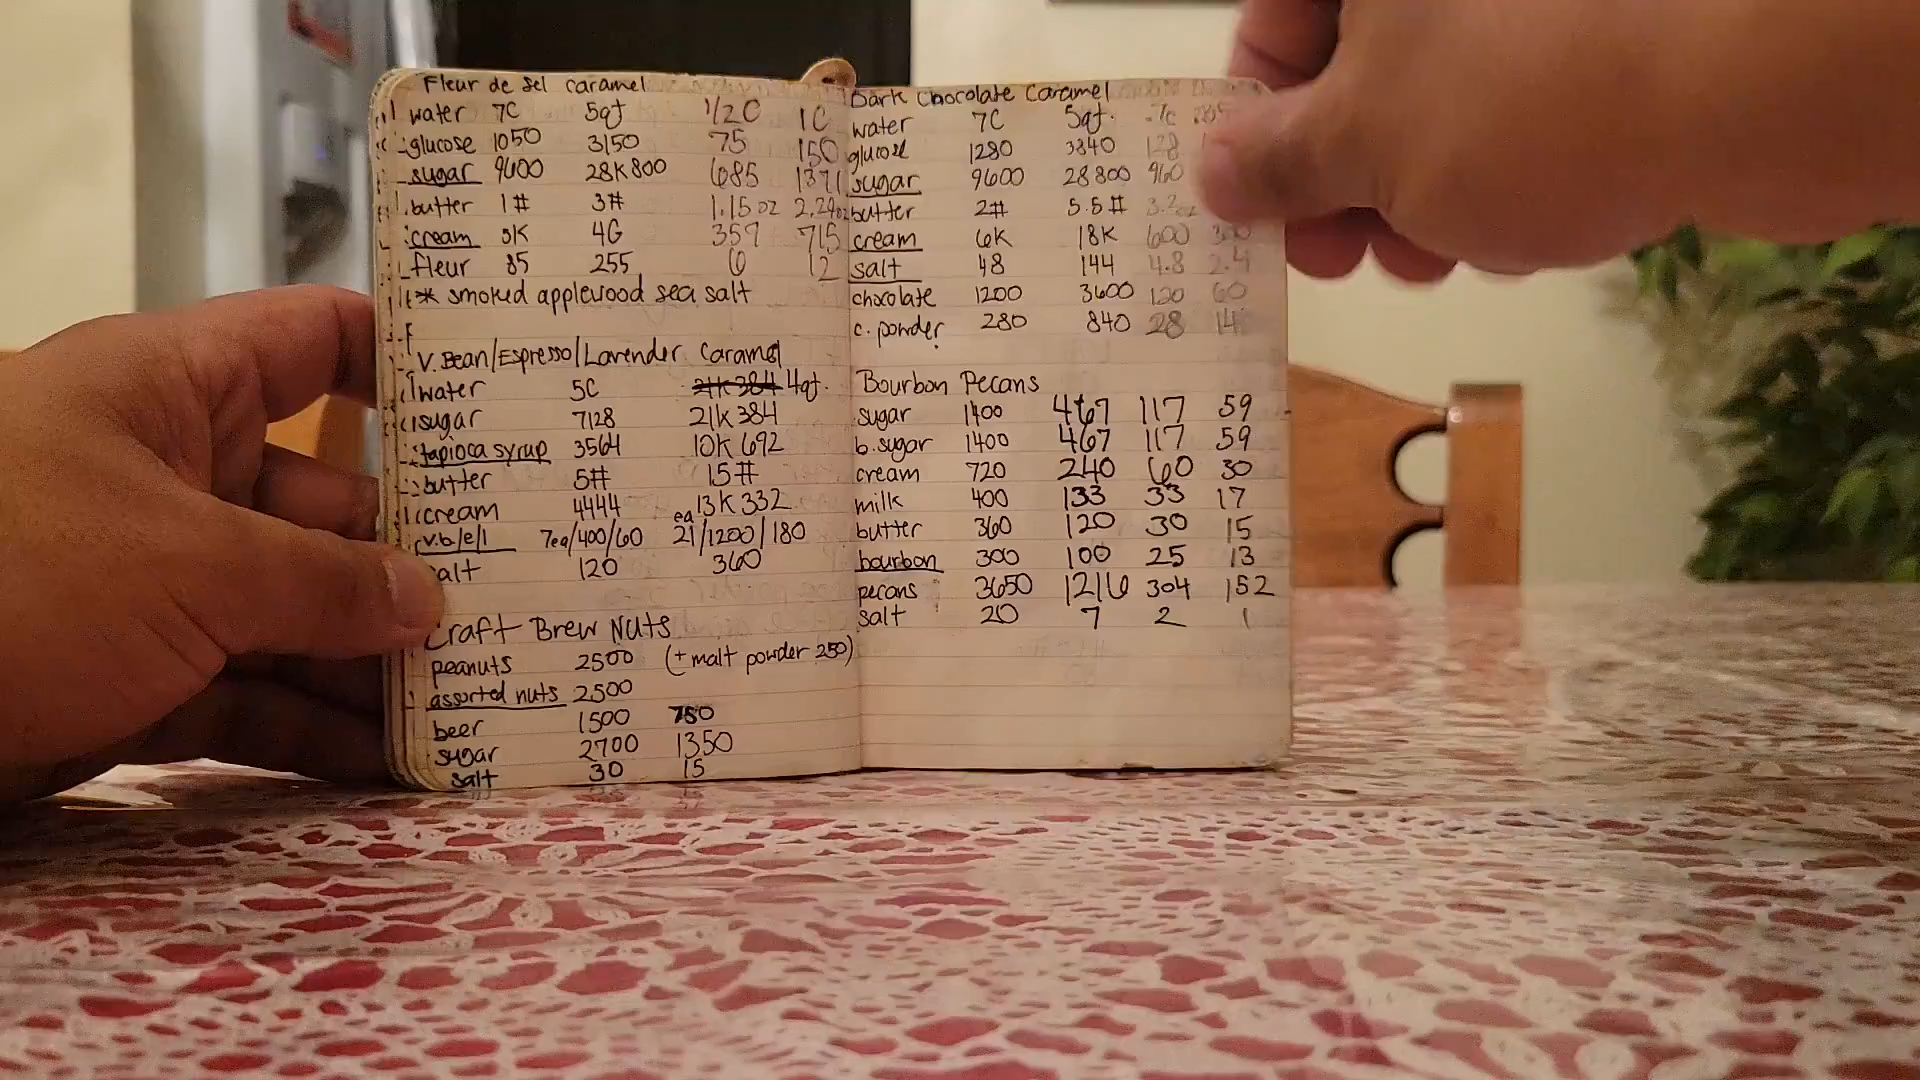 Fleur de Sel caramel
water 7C 5qt 1/2C 1C
glucose 1050 3150 75 150
sugar 9600 28K800 685 1371
butter 1# 3# 1.15oz 2.29oz
cream 5K 4G 357 715
fleur 85 255 6 12
* smoked applewood sea salt
V. Bean/Espresso/Lavender Caramel
water 5C 4qt.
sugar 7128 21K384
tapioca syrup 3564 10K692
butter 5# 15#
cream 4444 13K332
v.b/e/l 7ea/400/60 21ea/1200/180
salt 120 360
Craft Brew Nuts
peanuts 2500 (+malt powder 250)
assorted nuts 2500
beer 1500 750
sugar 2700 1350
salt 30 15
Dark Chocolate Caramel
water 7C 5qt. .7c
glucose 1280 3840 128
sugar 9600 28800 960
butter 2# 5.5# 3.2oz
cream 6K 18K 600 300
salt 48 144 4.8 2.4
chocolate 1200 3600 120 60
c. powder 280 840 28 14
Bourbon Pecans
sugar 1400 467 117 59
b.sugar 1400 467 117 59
cream 720 240 60 30
milk 400 133 33 17
butter 360 120 30 15
bourbon 300 100 25 13
pecans 3650 1216 304 152
salt 20 7 2 1